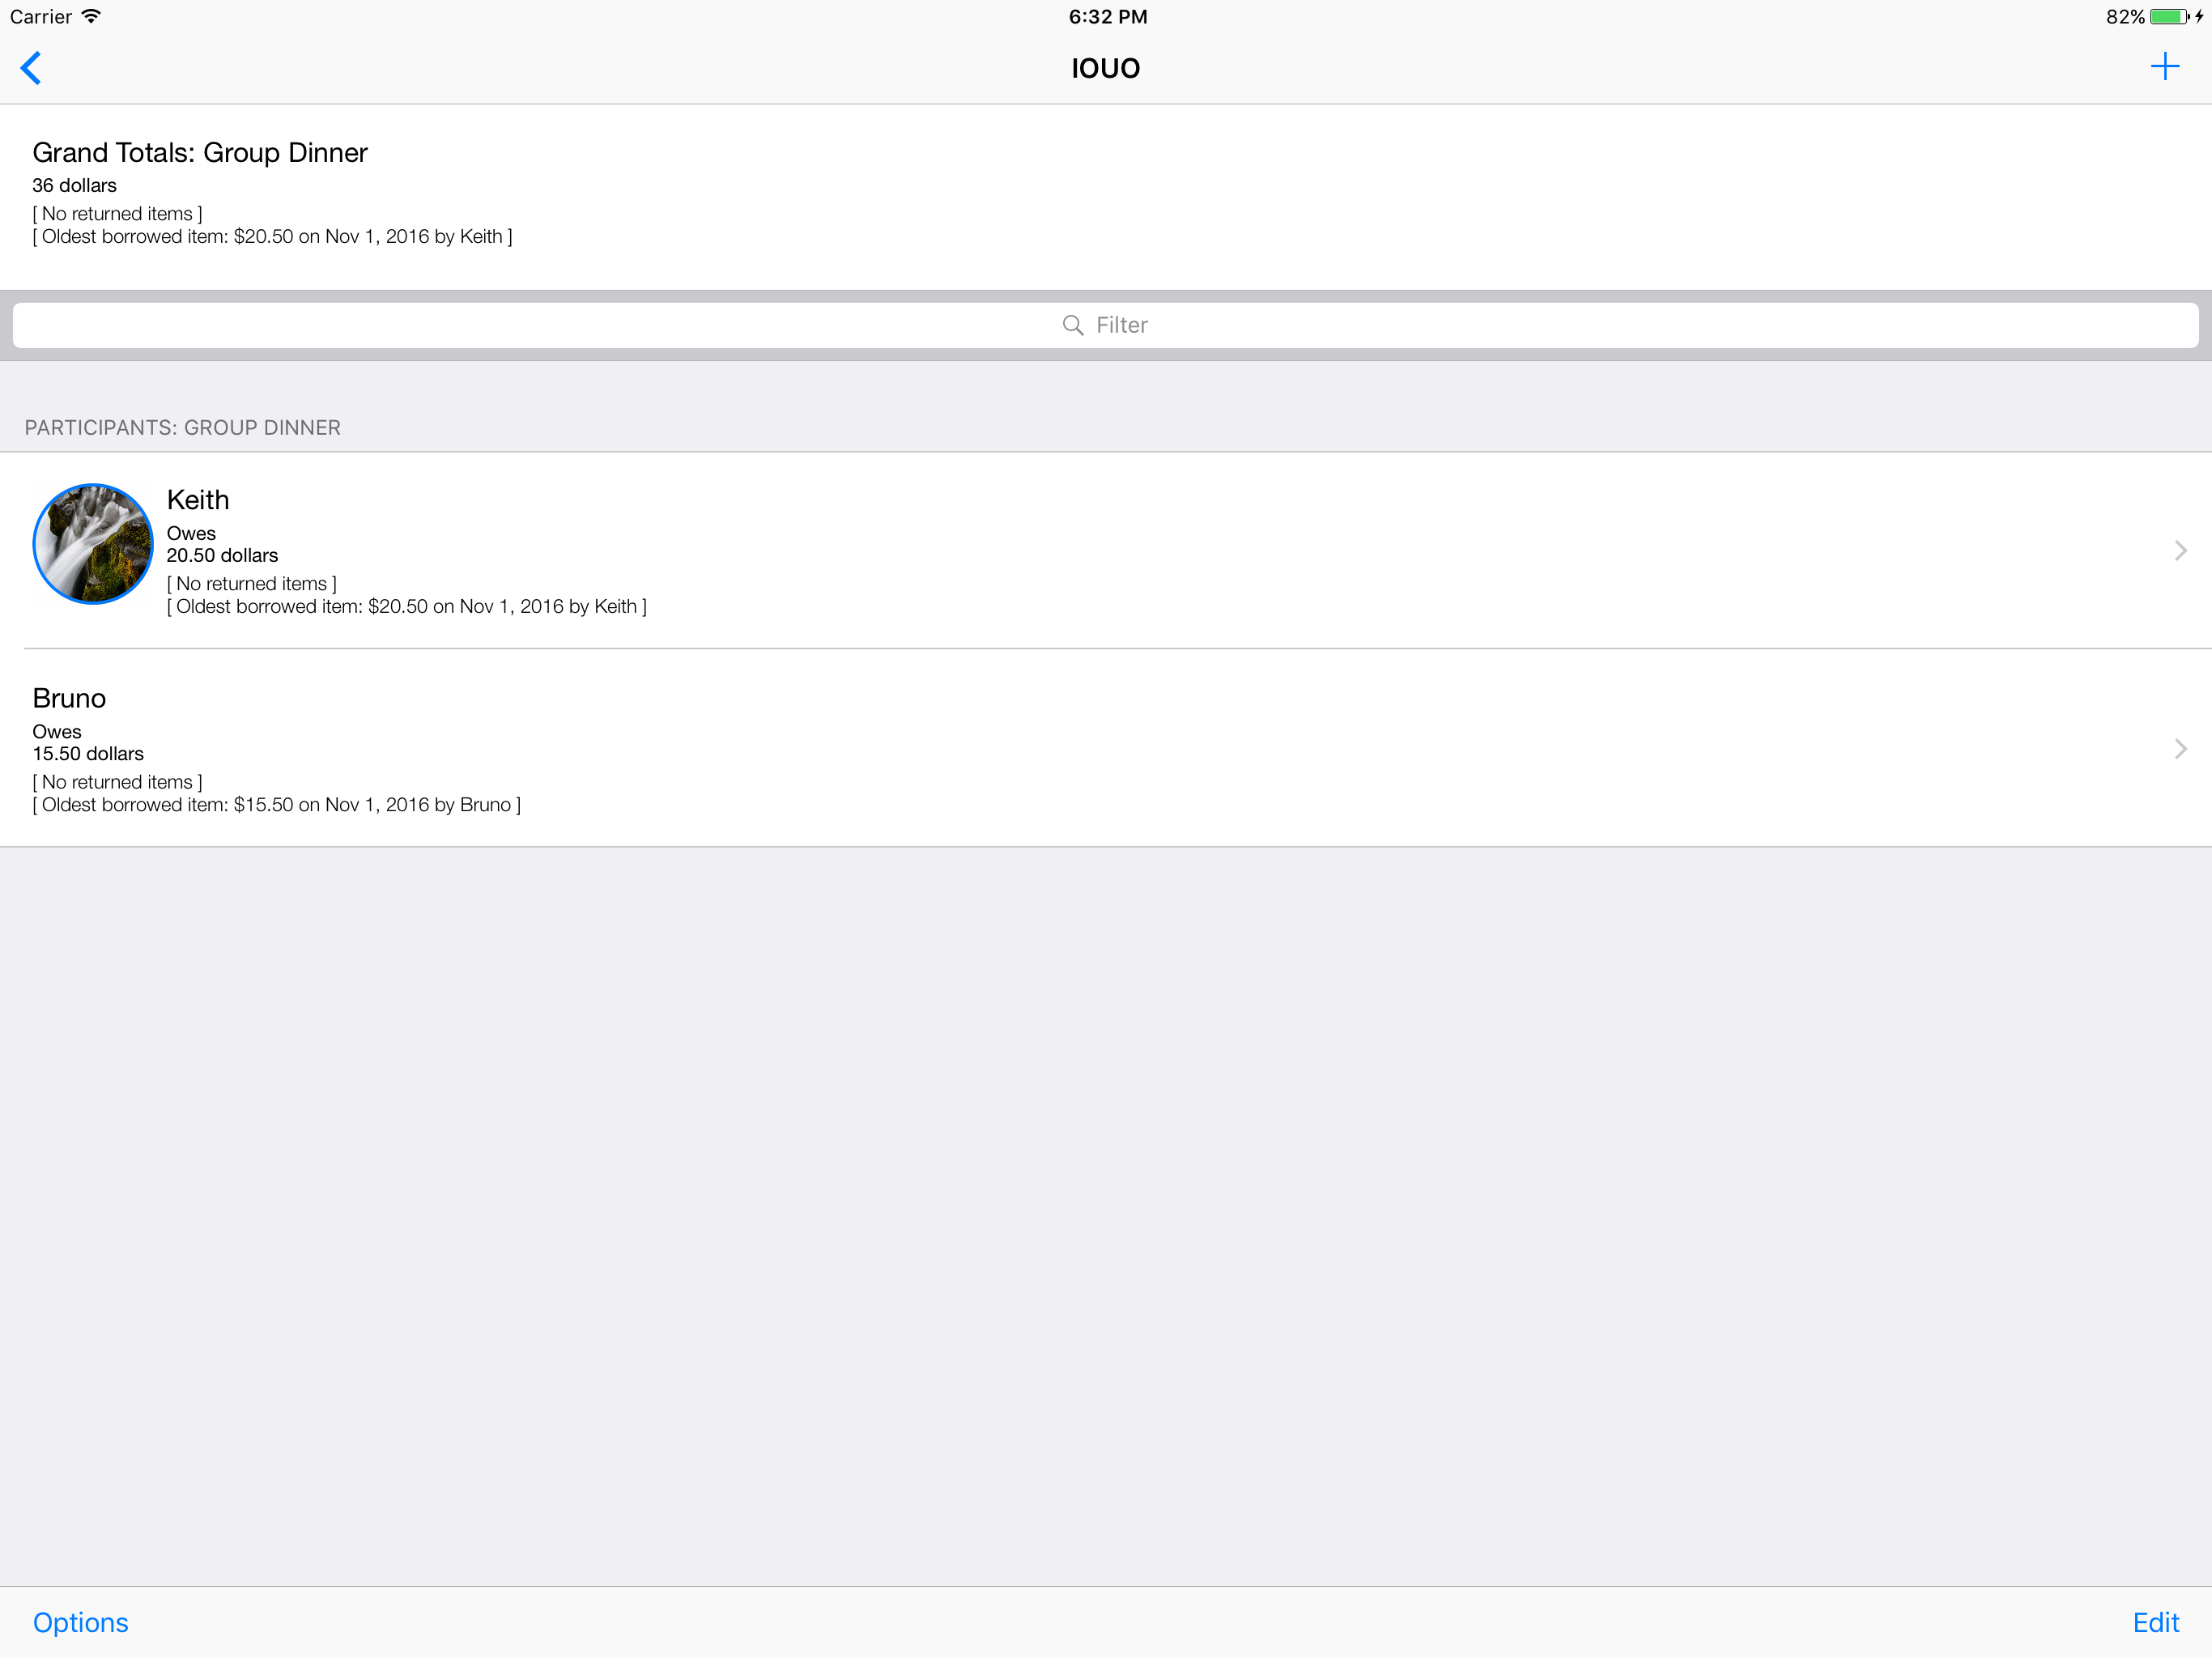 Carrier
6:32 PM
82%
IOUO
Grand Totals: Group Dinner
36 dollars
[ No returned items ]
[ Oldest borrowed item: $20.50 on Nov 1, 2016 by Keith ]
Filter
PARTICIPANTS: GROUP DINNER
Keith
Owes
20.50 dollars
[ No returned items ]
[ Oldest borrowed item: $20.50 on Nov 1, 2016 by Keith ]
Bruno
Owes
15.50 dollars
[ No returned items ]
[ Oldest borrowed item: $15.50 on Nov 1, 2016 by Bruno ]
Options
Edit